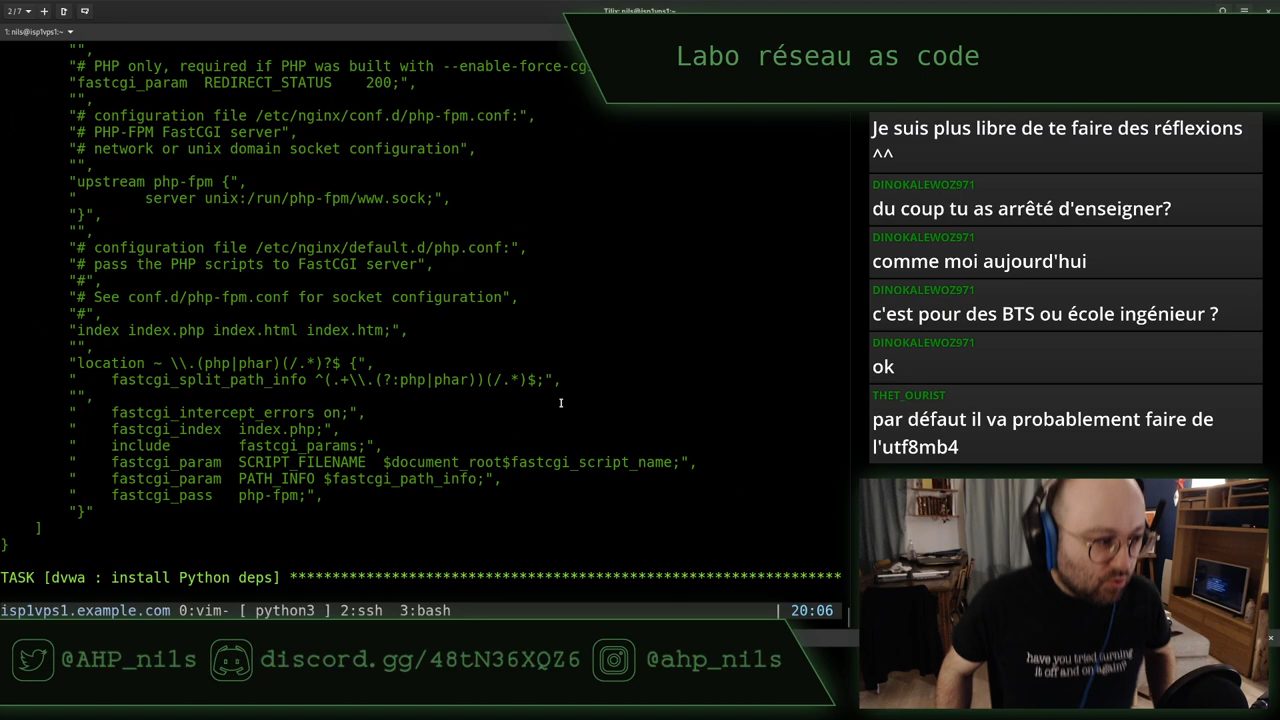 2/7
Tilix: nils@isp1vps1:~
1: nils@isp1vps1:~
"",
"# PHP only, required if PHP was built with --enable-force-cg
"fastcgi_param  REDIRECT_STATUS    200;",
"",
"# configuration file /etc/nginx/conf.d/php-fpm.conf:",
"# PHP-FPM FastCGI server",
"# network or unix domain socket configuration",
"",
"upstream php-fpm {",
"        server unix:/run/php-fpm/www.sock;",
"}",
"",
"# configuration file /etc/nginx/default.d/php.conf:",
"# pass the PHP scripts to FastCGI server",
"#",
"# See conf.d/php-fpm.conf for socket configuration",
"#",
"index index.php index.html index.htm;",
"",
"location ~ \\.(php|phar)(/.*)?$ {",
"    fastcgi_split_path_info ^(.+\\.(?:php|phar))(/.*)$;",
"",
"    fastcgi_intercept_errors on;",
"    fastcgi_index  index.php;",
"    include        fastcgi_params;",
"    fastcgi_param  SCRIPT_FILENAME  $document_root$fastcgi_script_name;",
"    fastcgi_param  PATH_INFO $fastcgi_path_info;",
"    fastcgi_pass   php-fpm;",
"}"
]
}
TASK [dvwa : install Python deps] *****************************************************************
isp1vps1.example.com 0:vim- [ python3 ] 2:ssh  3:bash | 20:06
Labo réseau as code
Je suis plus libre de te faire des réflexions
^^
DINOKALEWOZ971
du coup tu as arrêté d'enseigner?
DINOKALEWOZ971
comme moi aujourd'hui
DINOKALEWOZ971
c'est pour des BTS ou école ingénieur ?
DINOKALEWOZ971
ok
THET_OURIST
par défaut il va probablement faire de
l'utf8mb4
have you tried turning
it off and on again?
@AHP_nils discord.gg/48tN36XQZ6 @ahp_nils